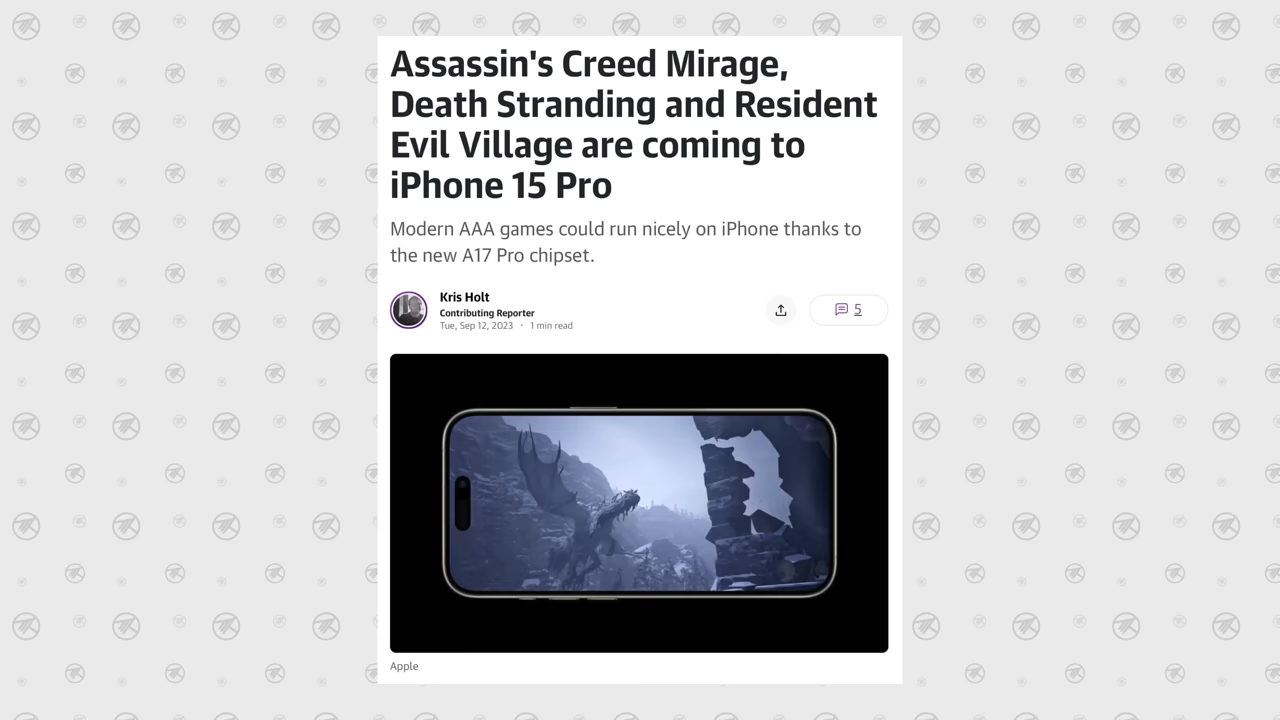 Assassin's Creed Mirage,
Death Stranding and Resident
Evil Village are coming to
iPhone 15 Pro
Modern AAA games could run nicely on iPhone thanks to
the new A17 Pro chipset.
Kris Holt
Contributing Reporter
Tue, Sep 12, 2023 · 1 min read
5
Apple